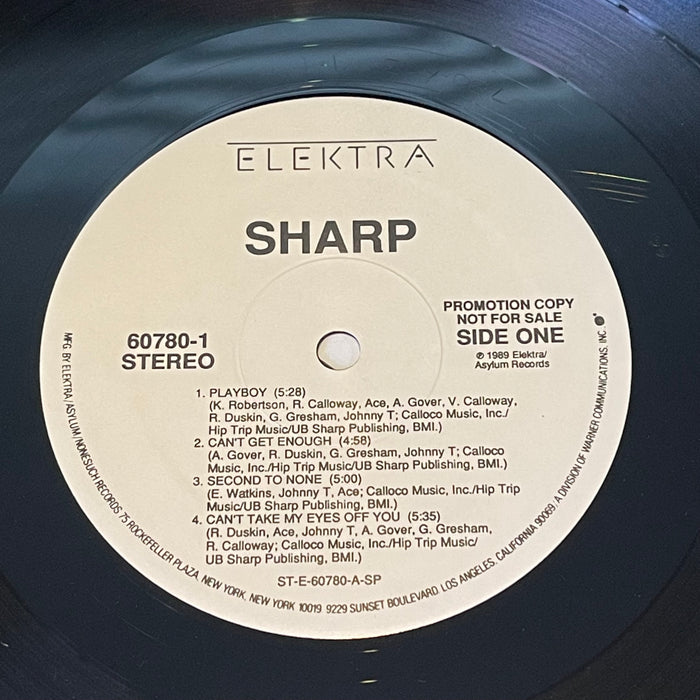 ELEKTRA
SHARP
60780-1
STEREO
PROMOTION COPY
NOT FOR SALE
SIDE ONE
℗ 1989 Elektra/
Asylum Records
1. PLAYBOY (5:28)
(K. Robertson, R. Calloway, Ace, A. Gover, V. Calloway,
R. Duskin, G. Gresham, Johnny T; Calloco Music, Inc./
Hip Trip Music/UB Sharp Publishing, BMI.)
2. CAN'T GET ENOUGH (4:58)
(A. Gover, R. Duskin, G. Gresham, Johnny T; Calloco
Music, Inc./Hip Trip Music/UB Sharp Publishing, BMI.)
3. SECOND TO NONE (5:00)
(E. Watkins, Johnny T, Ace; Calloco Music, Inc./Hip Trip
Music/UB Sharp Publishing, BMI.)
4. CAN'T TAKE MY EYES OFF YOU (5:35)
(R. Duskin, Ace, Johnny T, A. Gover, G. Gresham,
R. Calloway; Calloco Music, Inc./Hip Trip Music/
UB Sharp Publishing, BMI.)
ST-E-60780-A-SP
MFG. BY ELEKTRA/ASYLUM/NONESUCH RECORDS 75 ROCKEFELLER PLAZA, NEW YORK, NEW YORK 10019 9229 SUNSET BOULEVARD, LOS ANGELES, CALIFORNIA 90069. A DIVISION OF WARNER COMMUNICATIONS, INC.